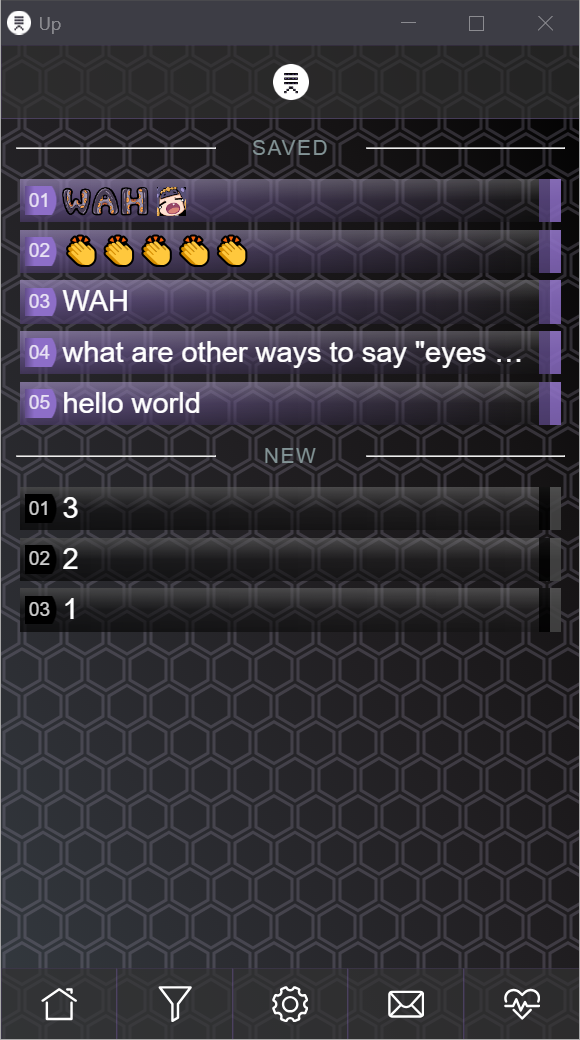 Up
SAVED
01 WAH
02 👏👏👏👏👏
03 WAH
04 what are other ways to say "eyes ...
05 hello world
NEW
01 3
02 2
03 1